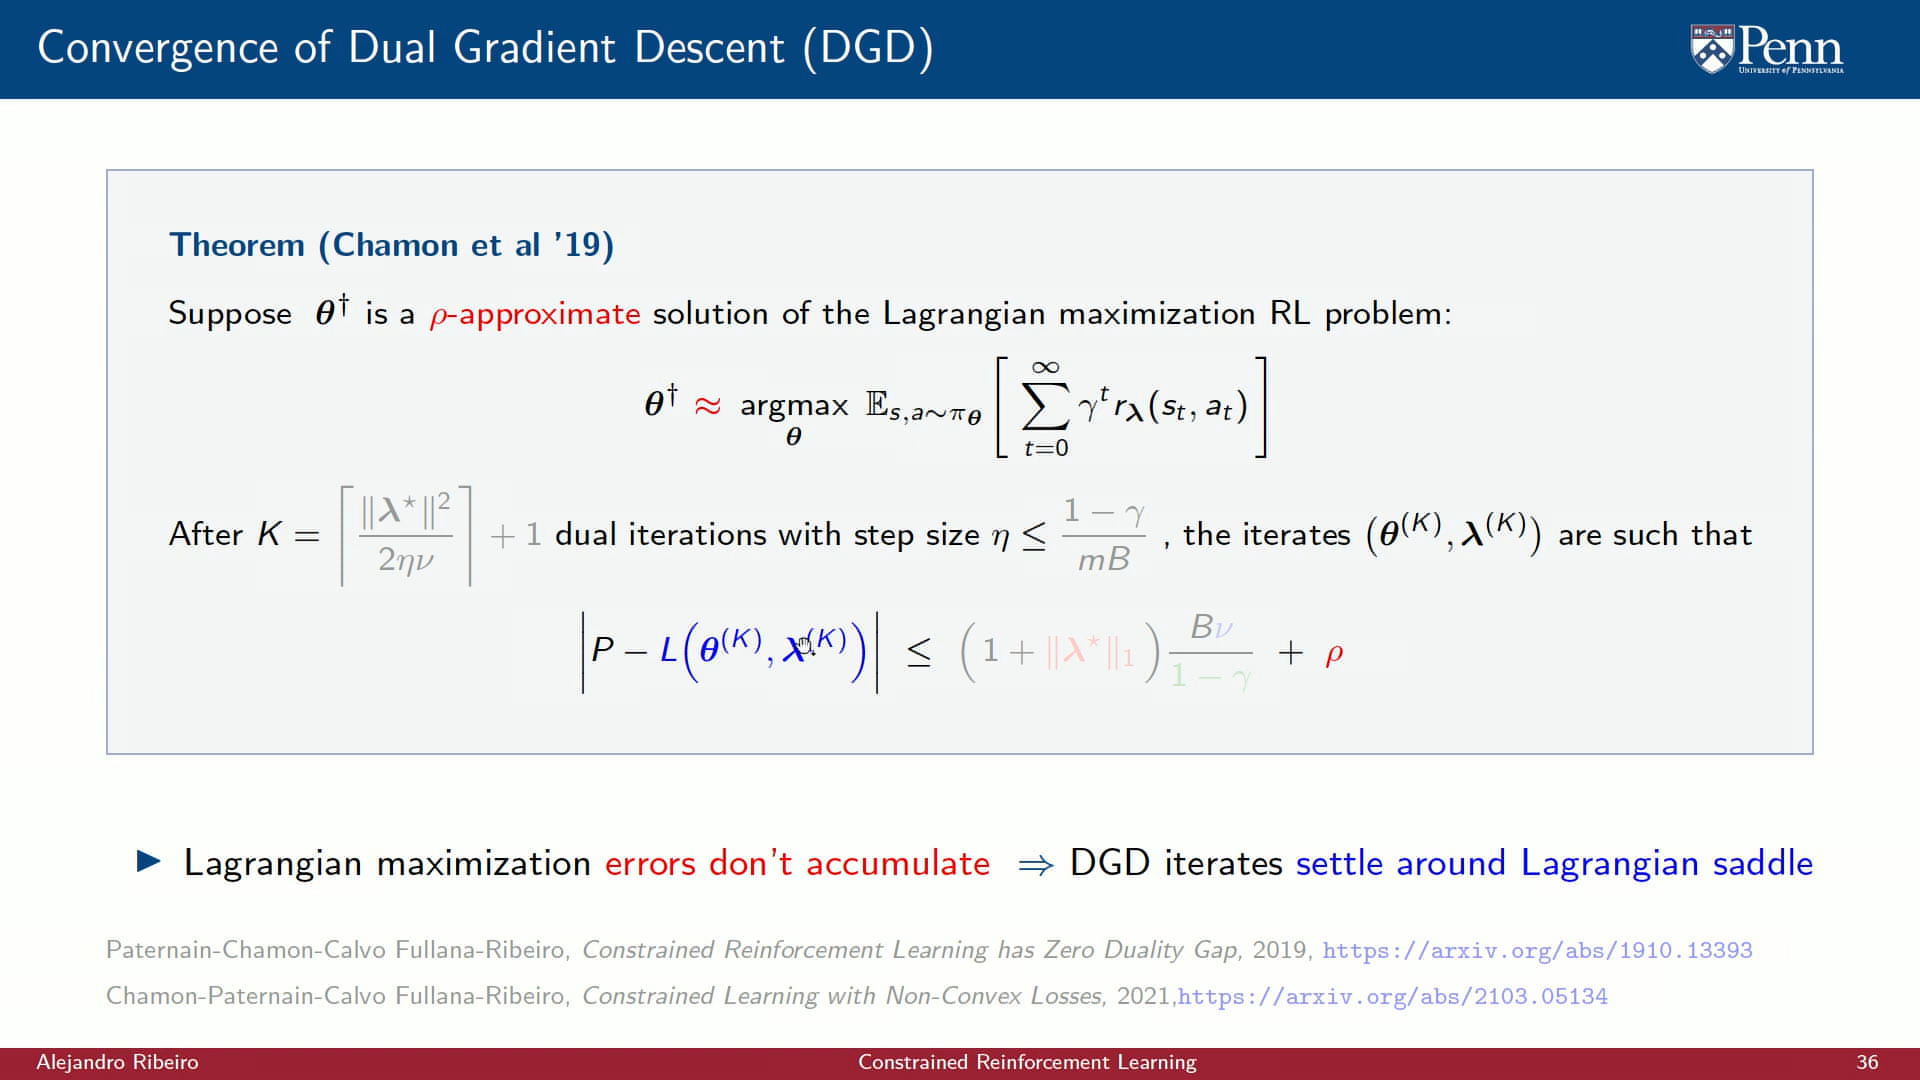 Convergence of Dual Gradient Descent (DGD)
Penn
UNIVERSITY of PENNSYLVANIA
Theorem (Chamon et al ’19)
Suppose θ† is a ρ-approximate solution of the Lagrangian maximization RL problem:
θ† ≈ argmax_θ E_{s,a∼π_θ} [ ∑_{t=0}^{∞} γ^t r_λ(s_t, a_t) ]
After K = ⌈ ‖λ⋆‖² / 2ην ⌉ + 1 dual iterations with step size η ≤ (1 − γ) / mB , the iterates (θ^(K), λ^(K)) are such that
| P − L(θ^(K), λ^(K)) | ≤ (1 + ‖λ⋆‖₁) Bν / (1 − γ) + ρ
▶ Lagrangian maximization errors don’t accumulate ⇒ DGD iterates settle around Lagrangian saddle
Paternain-Chamon-Calvo Fullana-Ribeiro, Constrained Reinforcement Learning has Zero Duality Gap, 2019, https://arxiv.org/abs/1910.13393
Chamon-Paternain-Calvo Fullana-Ribeiro, Constrained Learning with Non-Convex Losses, 2021,https://arxiv.org/abs/2103.05134
Alejandro Ribeiro
Constrained Reinforcement Learning
36